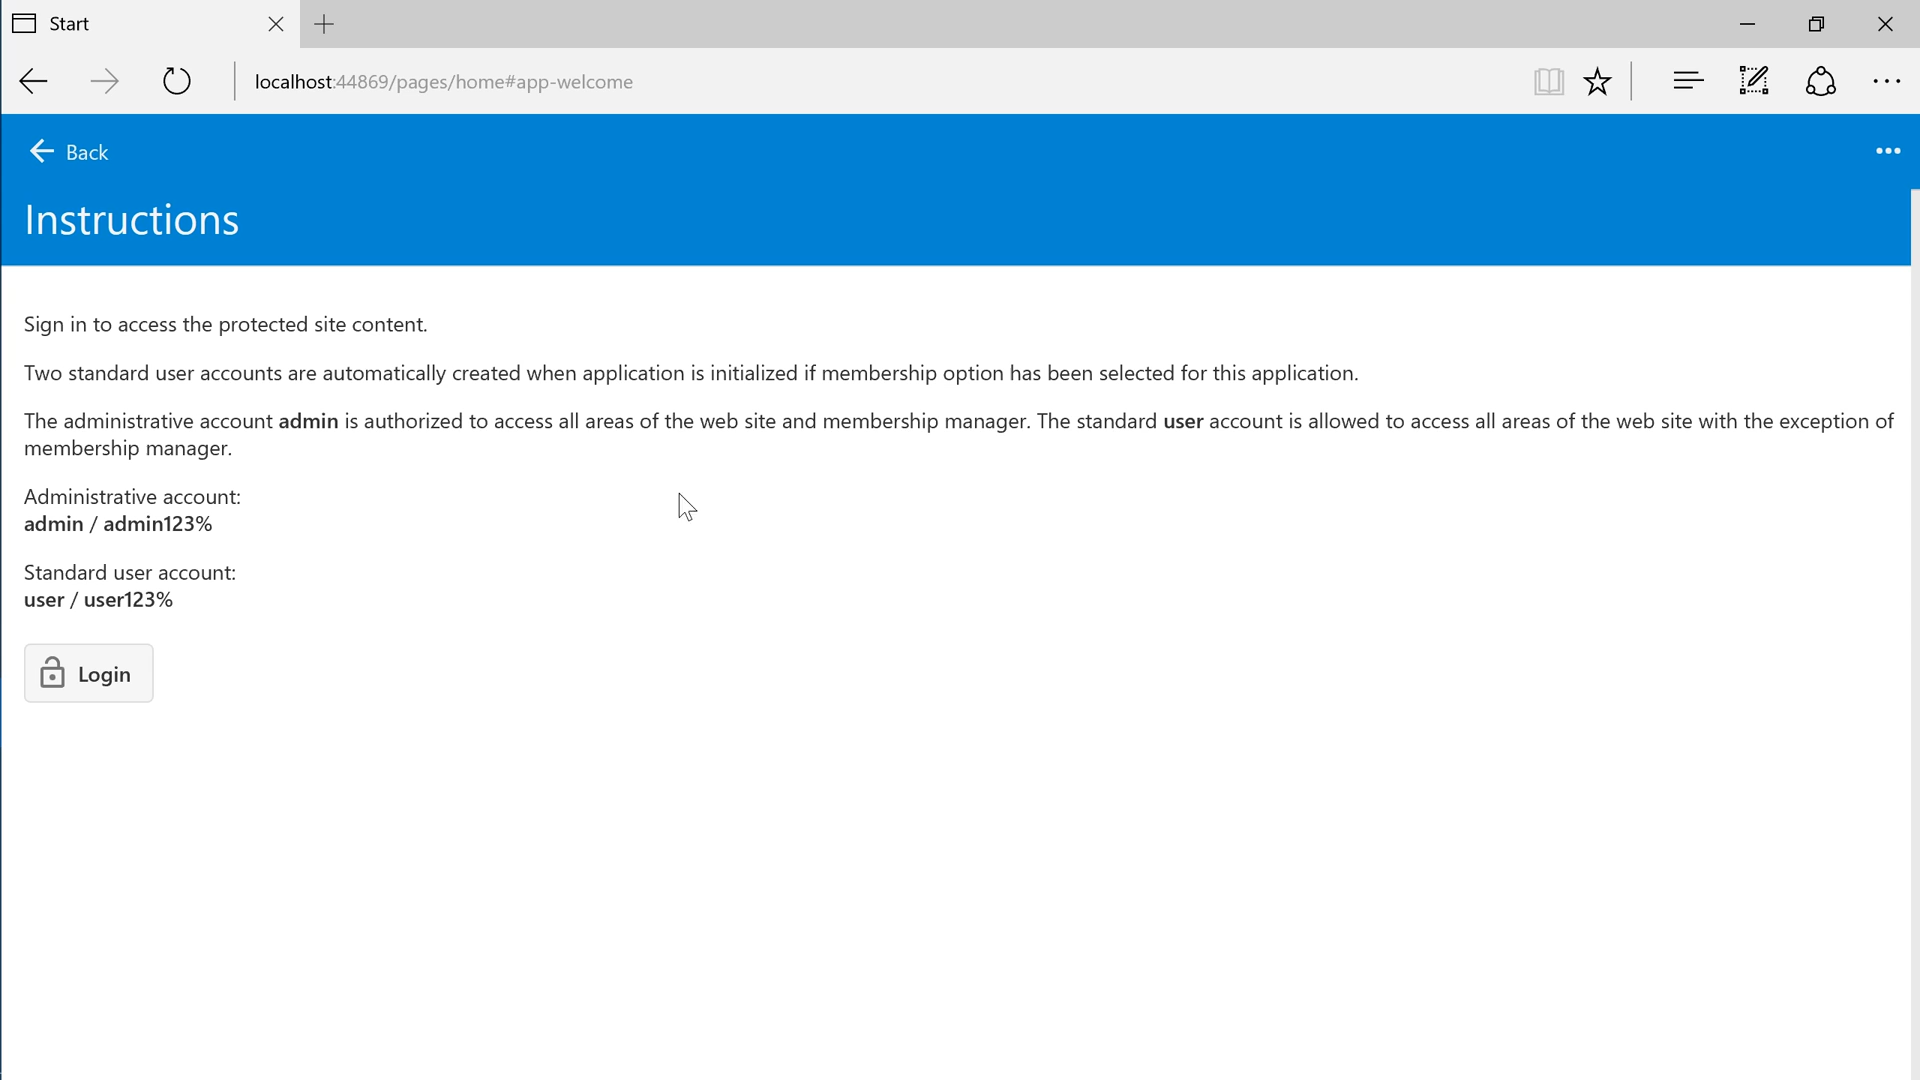 Start
localhost:44869/pages/home#app-welcome
Back
Instructions
Sign in to access the protected site content.
Two standard user accounts are automatically created when application is initialized if membership option has been selected for this application.
The administrative account admin is authorized to access all areas of the web site and membership manager. The standard user account is allowed to access all areas of the web site with the exception of
membership manager.
Administrative account:
admin / admin123%
Standard user account:
user / user123%
Login